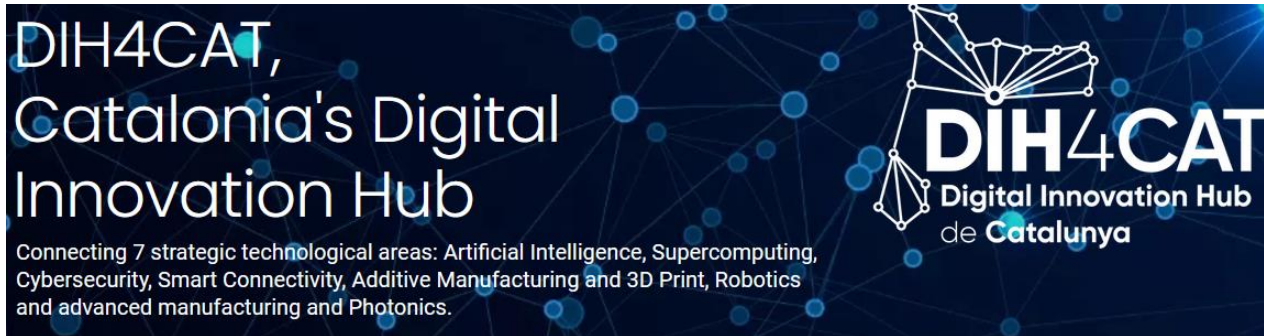 DIH4CAT,
Catalonia's Digital
Innovation Hub
Connecting 7 strategic technological areas: Artificial Intelligence, Supercomputing,
Cybersecurity, Smart Connectivity, Additive Manufacturing and 3D Print, Robotics
and advanced manufacturing and Photonics.
DIH4CAT
Digital Innovation Hub
de Catalunya